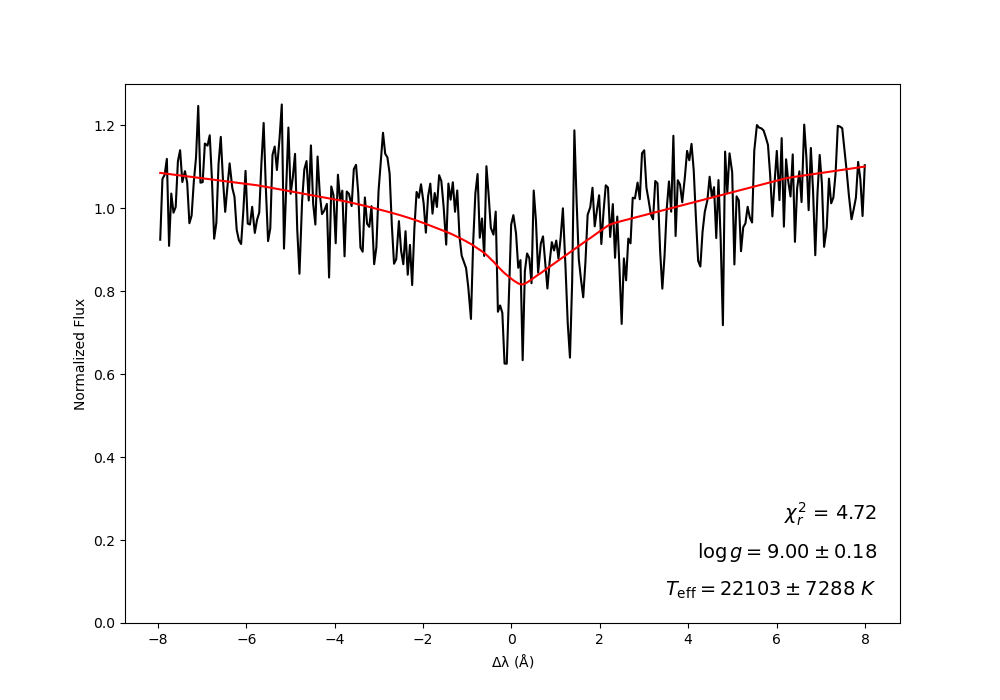 1.2
1.0
0.8
0.6
0.4
0.2
0.0
Normalized Flux
χ²ᵣ = 4.72
log g = 9.00 ± 0.18
T_eff = 22103 ± 7288 K
−8 −6 −4 −2 0 2 4 6 8
Δλ (Å)